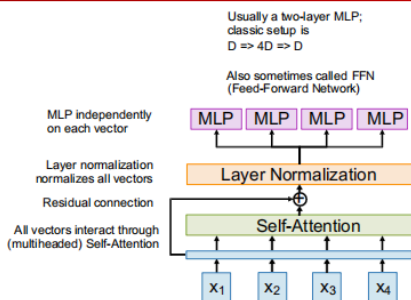 Usually a two-layer MLP;
classic setup is
D => 4D => D
Also sometimes called FFN
(Feed-Forward Network)
MLP independently
on each vector
MLP MLP MLP MLP
Layer normalization
normalizes all vectors
Layer Normalization
Residual connection
All vectors interact through
(multiheaded) Self-Attention
Self-Attention
x1 x2 x3 x4